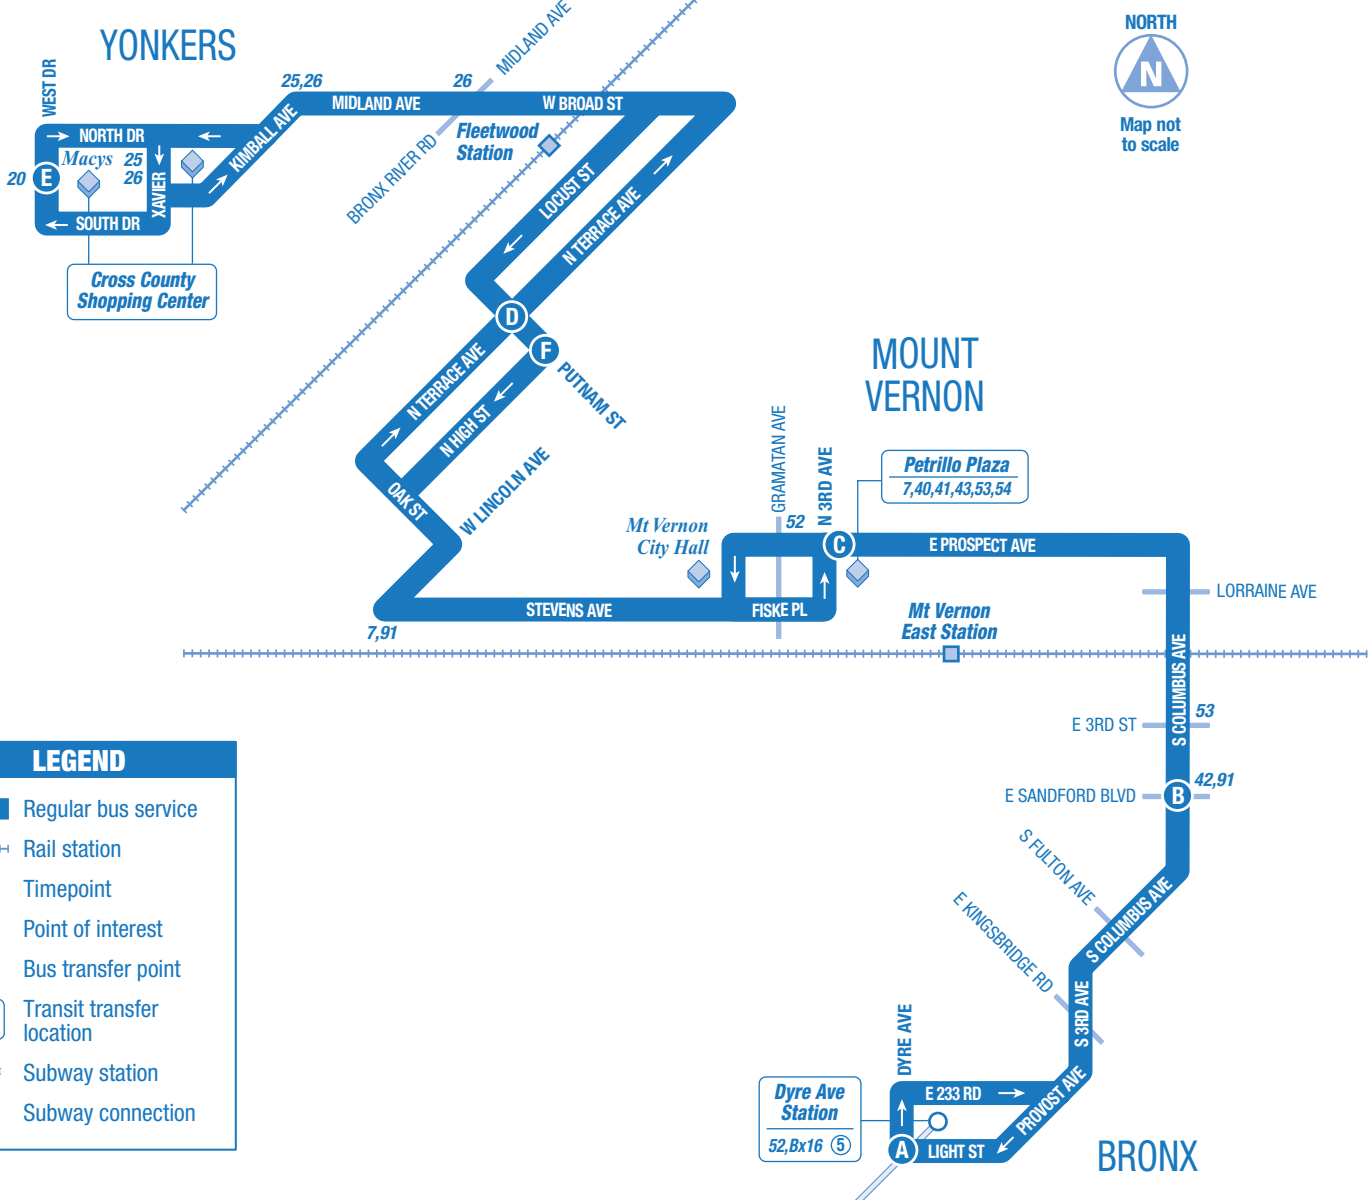 YONKERS
NORTH
N
Map not
to scale
MIDLAND AVE
WEST DR
25,26
26
MIDLAND AVE
W BROAD ST
NORTH DR
KIMBALL AVE
Fleetwood
Station
BRONX RIVER RD
Macys
25
26
20
E
XAVIER
SOUTH DR
Cross County
Shopping Center
LOCUST ST
N TERRACE AVE
D
F
PUTNAM ST
N TERRACE AVE
N HIGH ST
OAK ST
W LINCOLN AVE
MOUNT
VERNON
GRAMATAN AVE
N 3RD AVE
Petrillo Plaza
7,40,41,43,53,54
52
Mt Vernon
City Hall
C
E PROSPECT AVE
LORRAINE AVE
STEVENS AVE
FISKE PL
7,91
Mt Vernon
East Station
S COLUMBUS AVE
E 3RD ST
53
E SANDFORD BLVD
B
42,91
S FULTON AVE
S COLUMBUS AVE
E KINGSBRIDGE RD
S 3RD AVE
DYRE AVE
Dyre Ave
Station
52,Bx16 5
E 233 RD
PROVOST AVE
A
LIGHT ST
BRONX
LEGEND
Regular bus service
Rail station
Timepoint
Point of interest
Bus transfer point
Transit transfer
location
Subway station
Subway connection